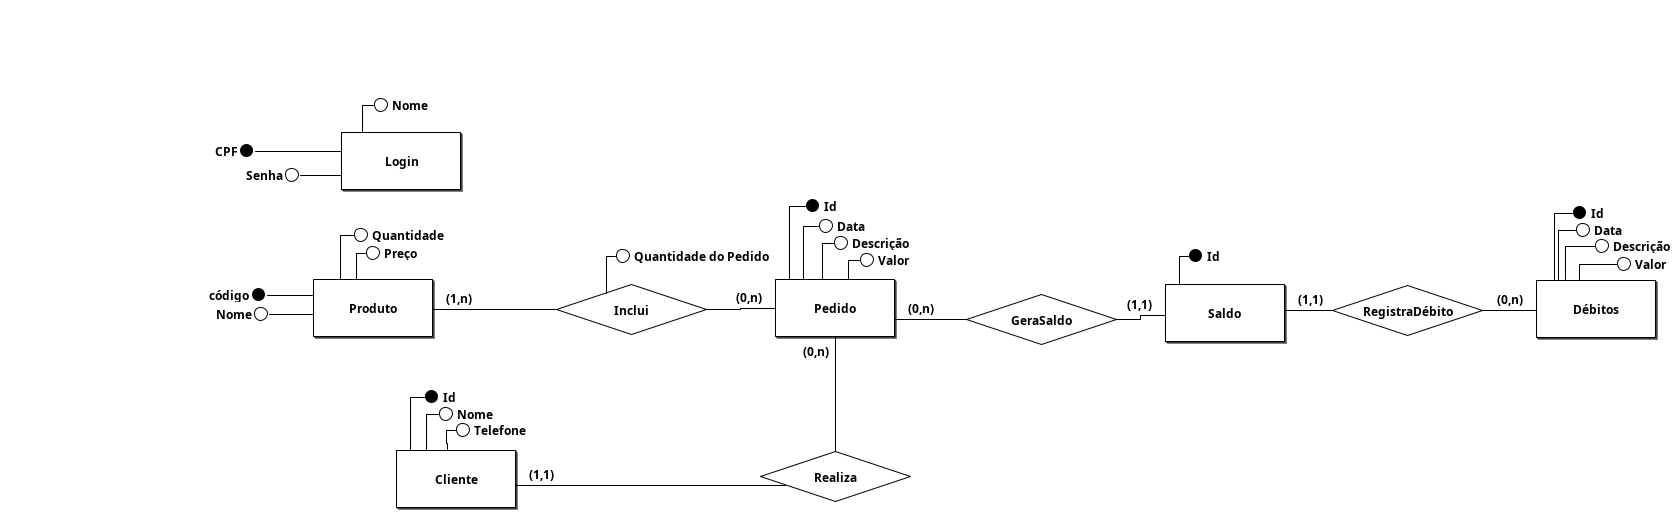 Nome
CPF
Login
Senha
Id
Data
Descrição
Valor
Quantidade
Preço
Quantidade do Pedido
Id
Id
Data
Descrição
Valor
código
Nome
Produto
(1,n)
Inclui
(0,n)
Pedido
(0,n)
GeraSaldo
(1,1)
Saldo
(1,1)
RegistraDébito
(0,n)
Débitos
(0,n)
Id
Nome
Telefone
Cliente
(1,1)
Realiza